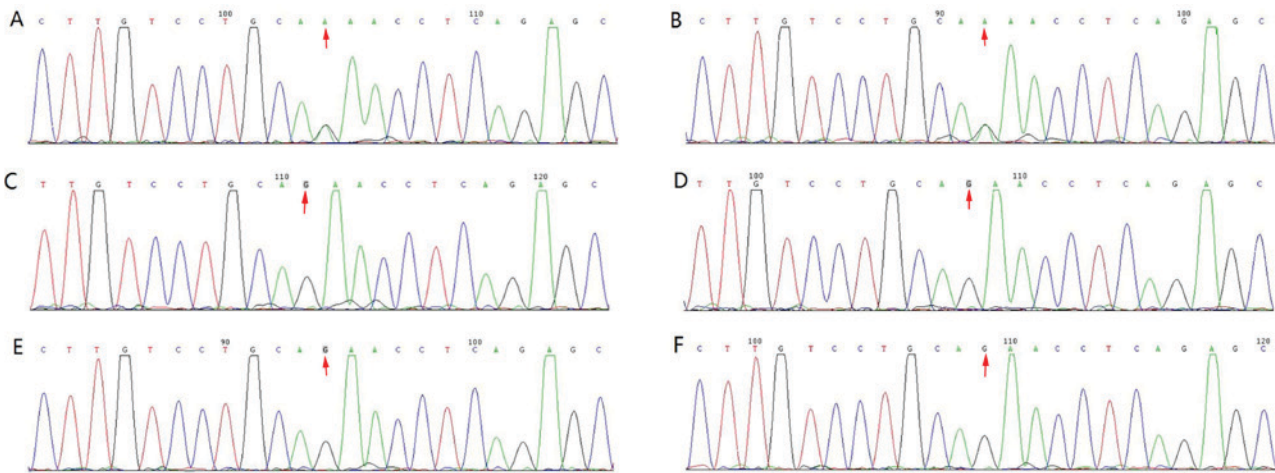 A
100 110
C T T G T C C T G C A A A A C C T C A G A G C
B
90 100
C T T G T C C T G C A A A A C C T C A G A G C
C
110 120
T T G T C C T G C A G A A C C T C A G A G C
D
100 110
T T G T C C T G C A G A A C C T C A G A G C
E
90 100
C T T G T C C T G C A G A A C C T C A G A G C
F
100 110 120
C T T G T C C T G C A G A A C C T C A G A G C